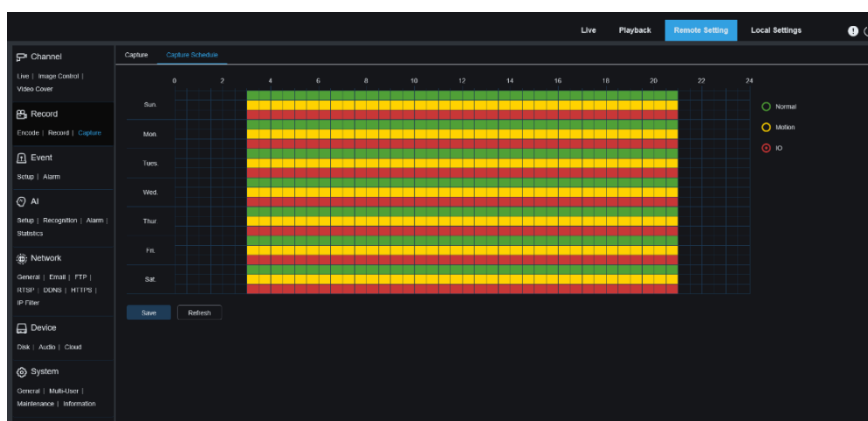 Live Playback Remote Setting Local Settings
Channel
Live | Image Control |
Video Cover
Record
Encode | Record | Capture
Event
Setup | Alarm
AI
Setup | Recognition | Alarm |
Statistics
Network
General | Email | FTP |
RTSP | DDNS | HTTPS |
IP Filter
Device
Disk | Audio | Cloud
System
General | Multi-User |
Maintenance | Information
Capture Capture Schedule
0 2 4 6 8 10 12 14 16 18 20 22 24
Sun.
Mon.
Tues.
Wed.
Thur.
Fri.
Sat.
Normal
Motion
IO
Save Refresh